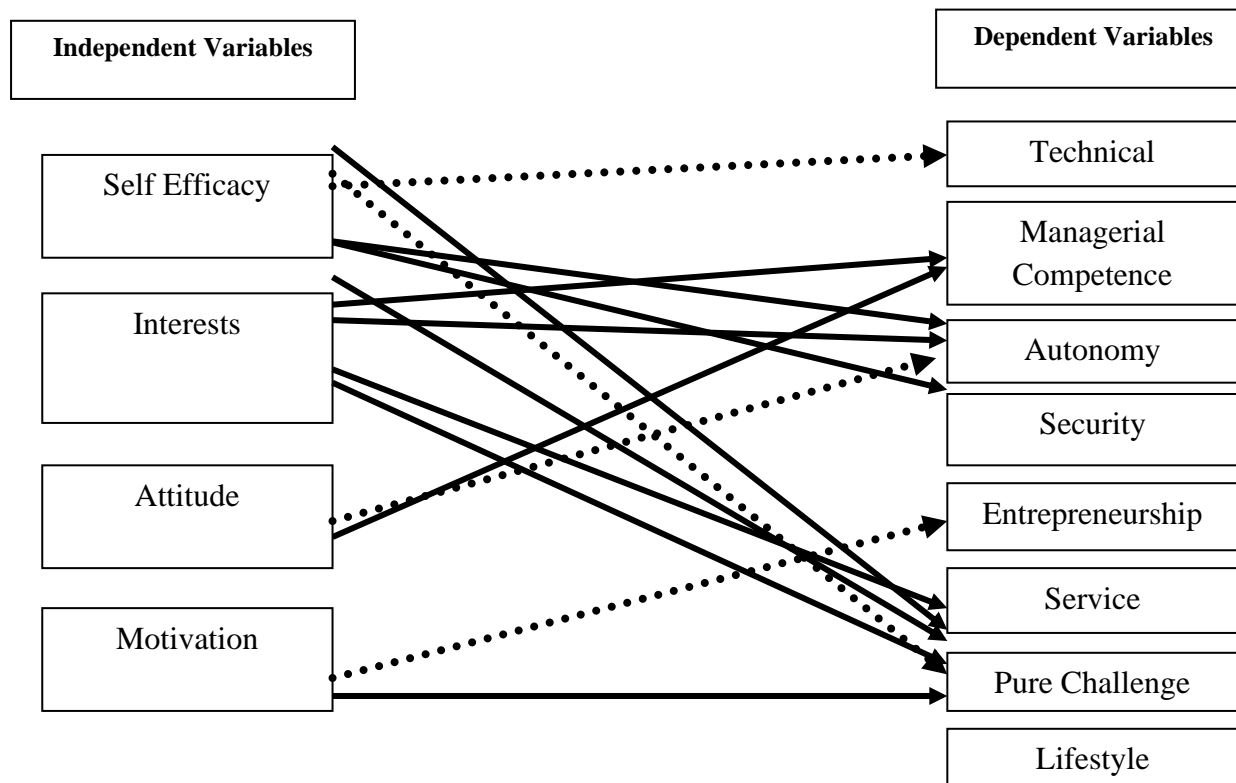 Independent Variables
Dependent Variables
Self Efficacy
Interests
Attitude
Motivation
Technical
Managerial
Competence
Autonomy
Security
Entrepreneurship
Service
Pure Challenge
Lifestyle